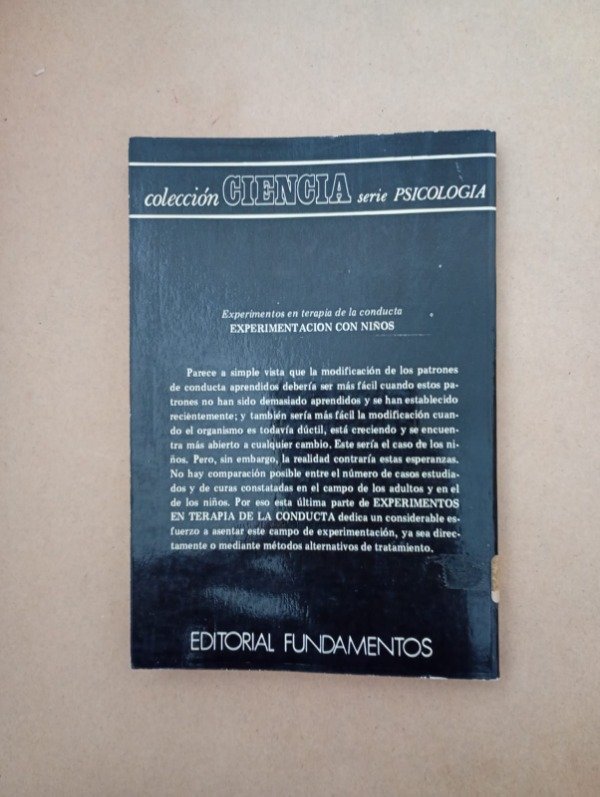 colección CIENCIA serie PSICOLOGIA
Experimentos en terapia de la conducta
EXPERIMENTACION CON NIÑOS
Parece a simple vista que la modificación de los patrones
de conducta aprendidos debería ser más fácil cuando estos pa-
trones no han sido demasiado aprendidos y se han establecido
recientemente; y también sería más fácil la modificación cuan-
do el organismo es todavía dúctil, está creciendo y se encuen-
tra más abierto a cualquier cambio. Este sería el caso de los ni-
ños. Pero, sin embargo, la realidad contraría estas esperanzas.
No hay comparación posible entre el número de casos estudia-
dos y de curas constatadas en el campo de los adultos y en el
de los niños. Por eso esta última parte de EXPERIMENTOS
EN TERAPIA DE LA CONDUCTA dedica un considerable es-
fuerzo a asentar este campo de experimentación, ya sea direc-
tamente o mediante métodos alternativos de tratamiento.
EDITORIAL FUNDAMENTOS